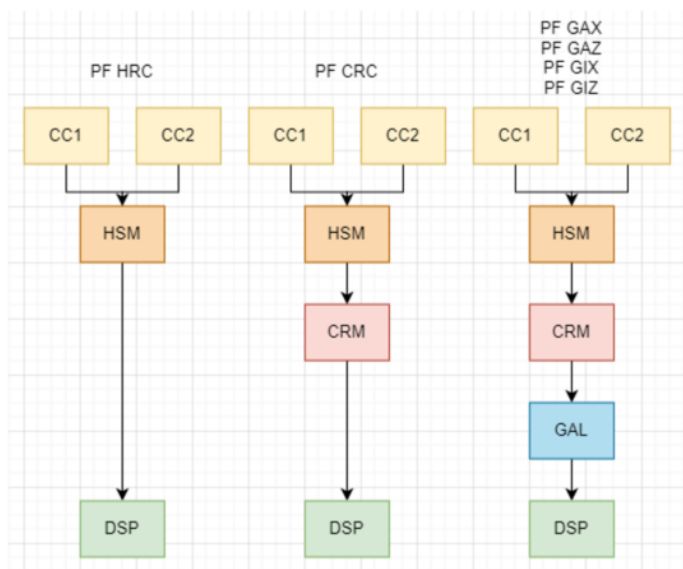 PF HRC
PF CRC
PF GAX
PF GAZ
PF GIX
PF GIZ
CC1 CC2 CC1 CC2 CC1 CC2
HSM HSM HSM
CRM CRM
GAL
DSP DSP DSP